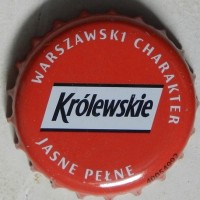 WARSZAWSKI CHARAKTER
Królewskie
JASNE PEŁNE